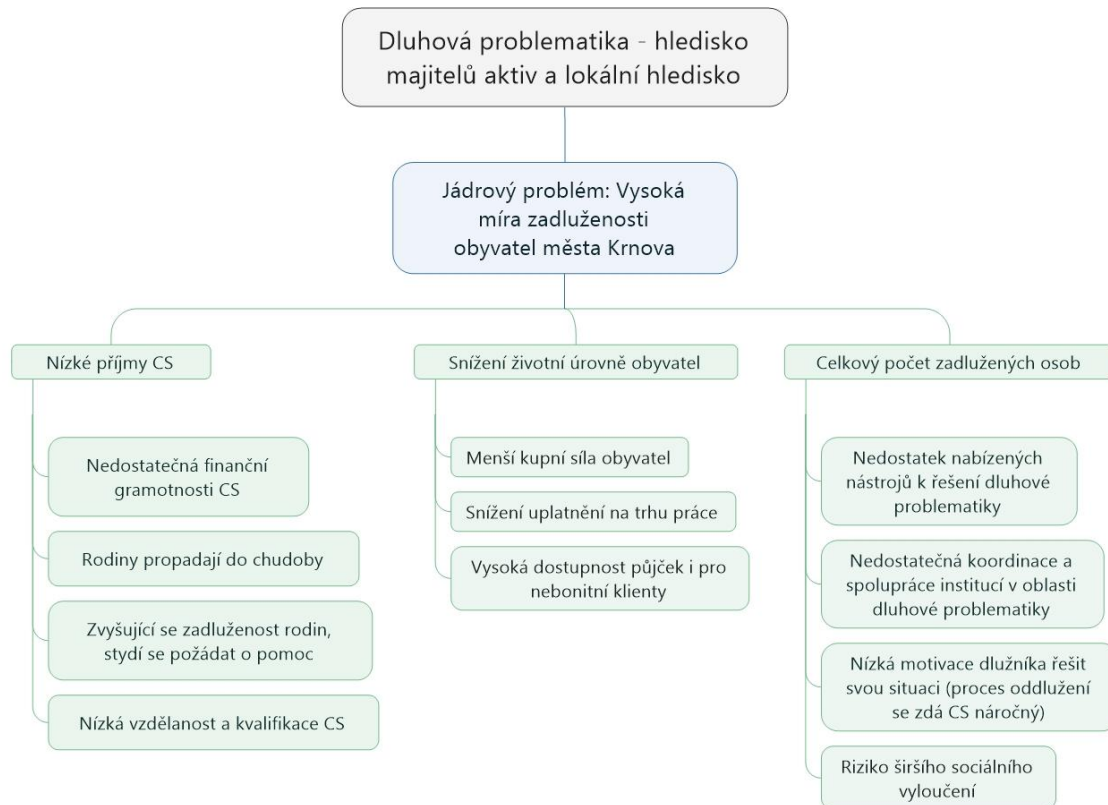 Dluhová problematika - hledisko
majitelů aktiv a lokální hledisko
Jádrový problém: Vysoká
míra zadluženosti
obyvatel města Krnova
Nízké příjmy CS
Nedostatečná finanční
gramotnosti CS
Rodiny propadají do chudoby
Zvyšující se zadluženost rodin,
stydí se požádat o pomoc
Nízká vzdělanost a kvalifikace CS
Snížení životní úrovně obyvatel
Menší kupní síla obyvatel
Snížení uplatnění na trhu práce
Vysoká dostupnost půjček i pro
nebonitní klienty
Celkový počet zadlužených osob
Nedostatek nabízených
nástrojů k řešení dluhové
problematiky
Nedostatečná koordinace a
spolupráce institucí v oblasti
dluhové problematiky
Nízká motivace dlužníka řešit
svou situaci (proces oddlužení
se zdá CS náročný)
Riziko širšího sociálního
vyloučení